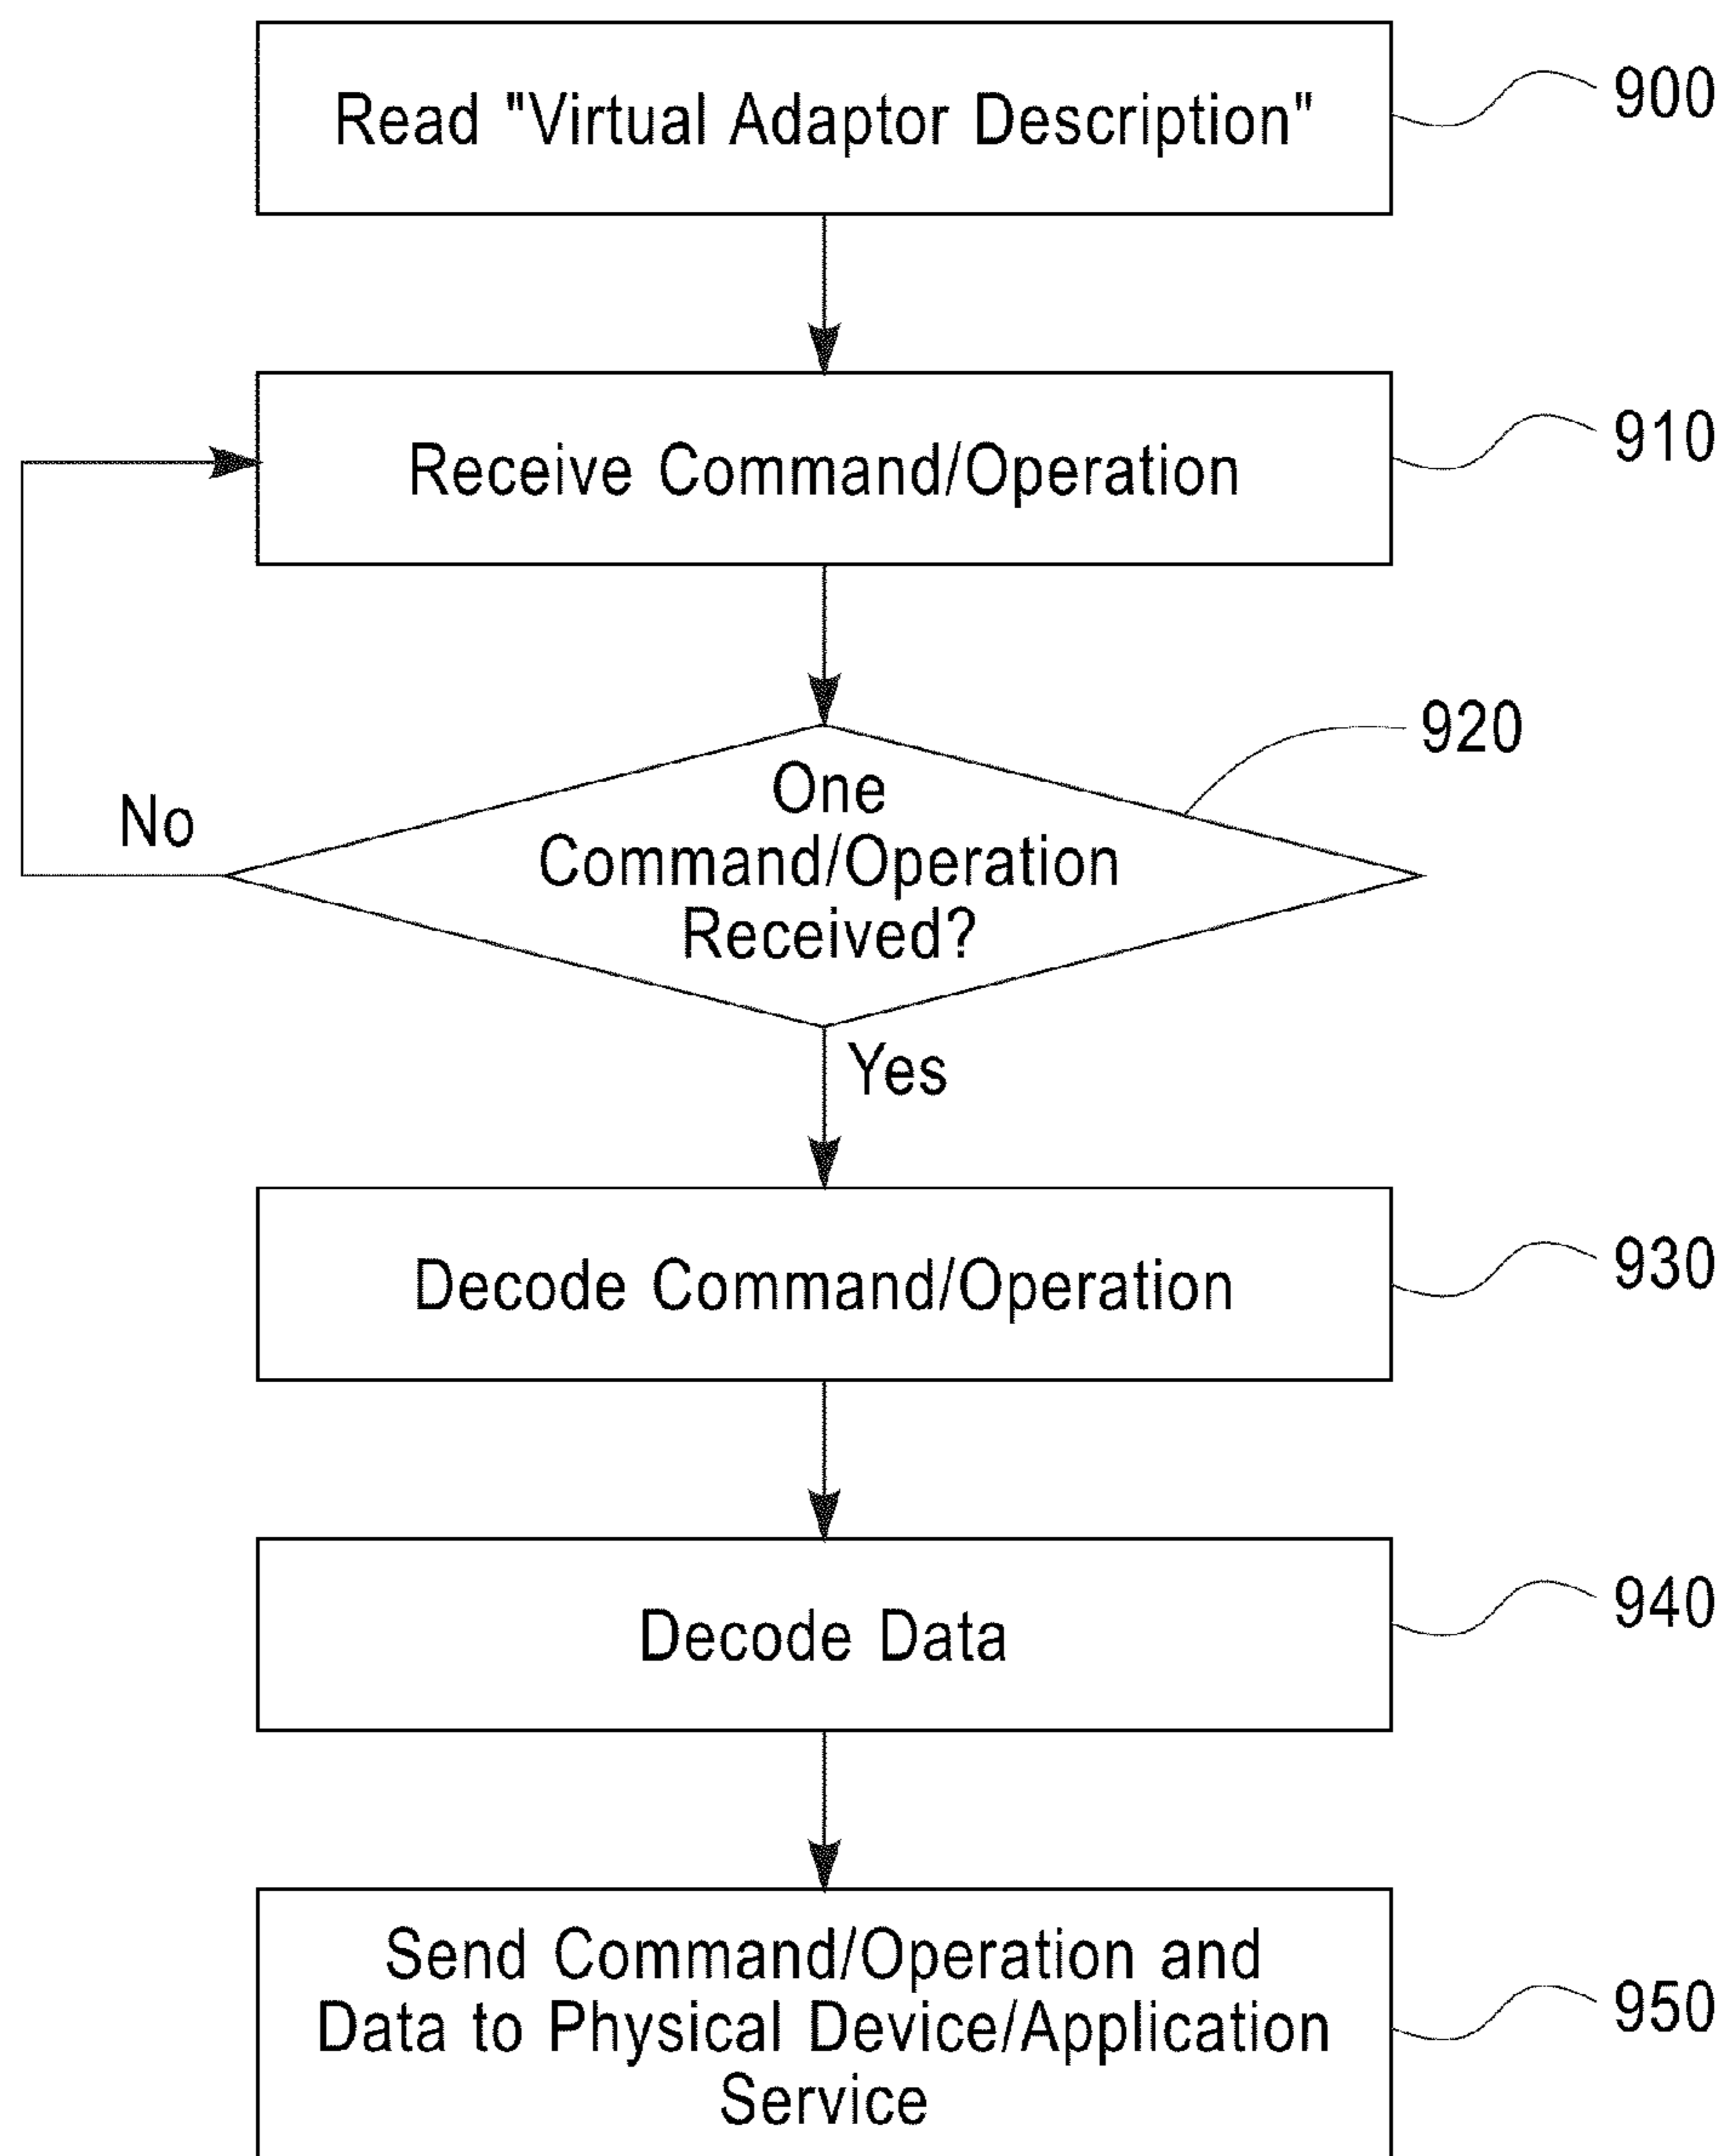 Read "Virtual Adaptor Description"
900
Receive Command/Operation
910
One
Command/Operation
Received?
920
No
Yes
Decode Command/Operation
930
Decode Data
940
Send Command/Operation and
Data to Physical Device/Application
Service
950